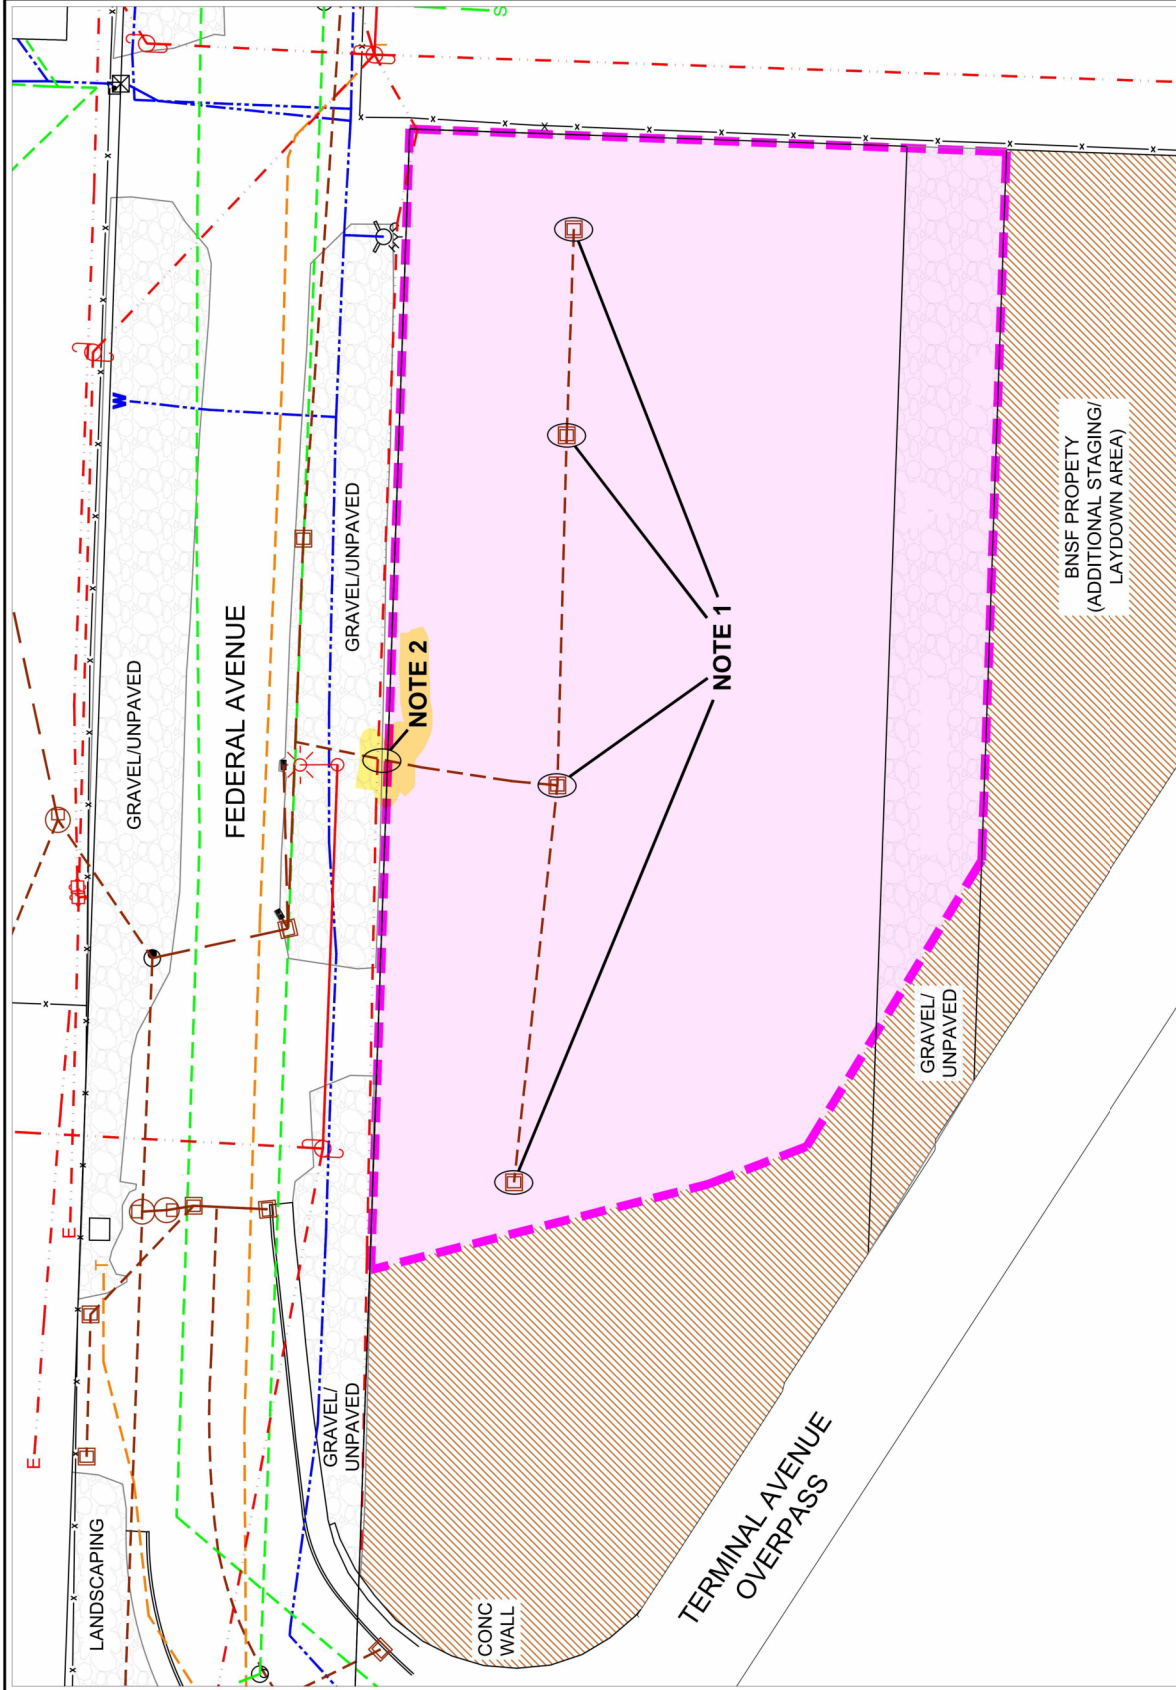 S
W
GRAVEL/UNPAVED
FEDERAL AVENUE
GRAVEL/UNPAVED
NOTE 2
NOTE 1
BNSF PROPETY
(ADDITIONAL STAGING/
LAYDOWN AREA)
GRAVEL/
UNPAVED
E
T
E
GRAVEL/
UNPAVED
LANDSCAPING
CONC
WALL
TERMINAL AVENUE
OVERPASS